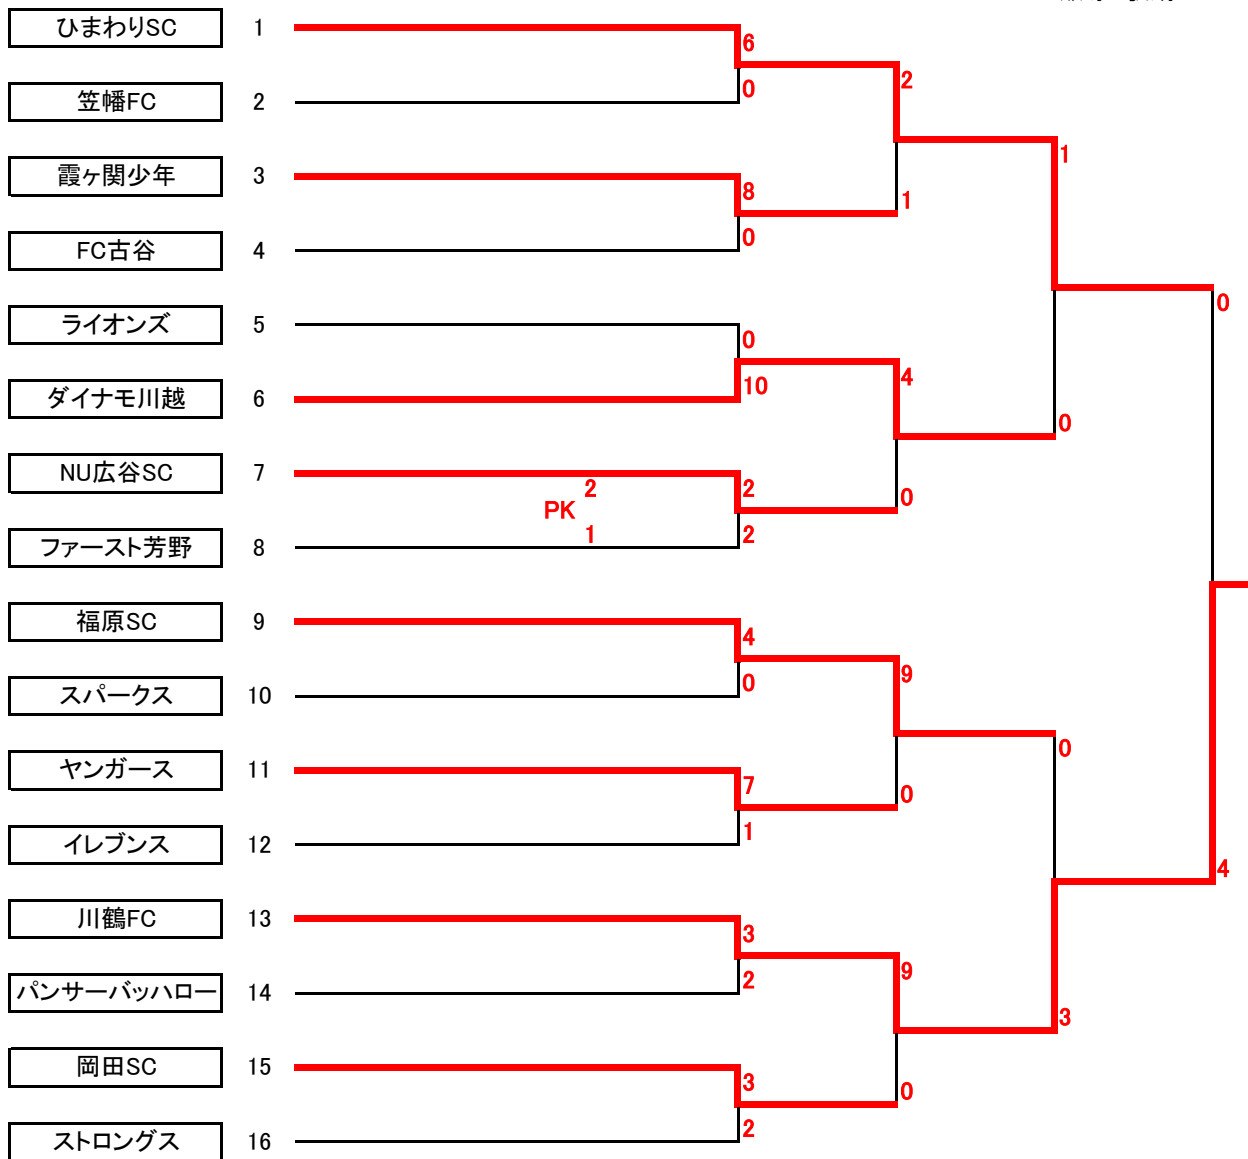 ひまわりSC 1
6
2
笠幡FC 2
0
1
霞ヶ関少年 3
8
1
FC古谷 4
0
0
ライオンズ 5
0
4
ダイナモ川越 6
10
0
NU広谷SC 7
2
2
0
PK
ファースト芳野 8
1
2
福原SC 9
4
9
スパークス 10
0
0
ヤンガース 11
7
0
イレブンス 12
1
4
川鶴FC 13
3
9
パンサーバッハロー 14
2
3
岡田SC 15
3
0
ストロングス 16
2